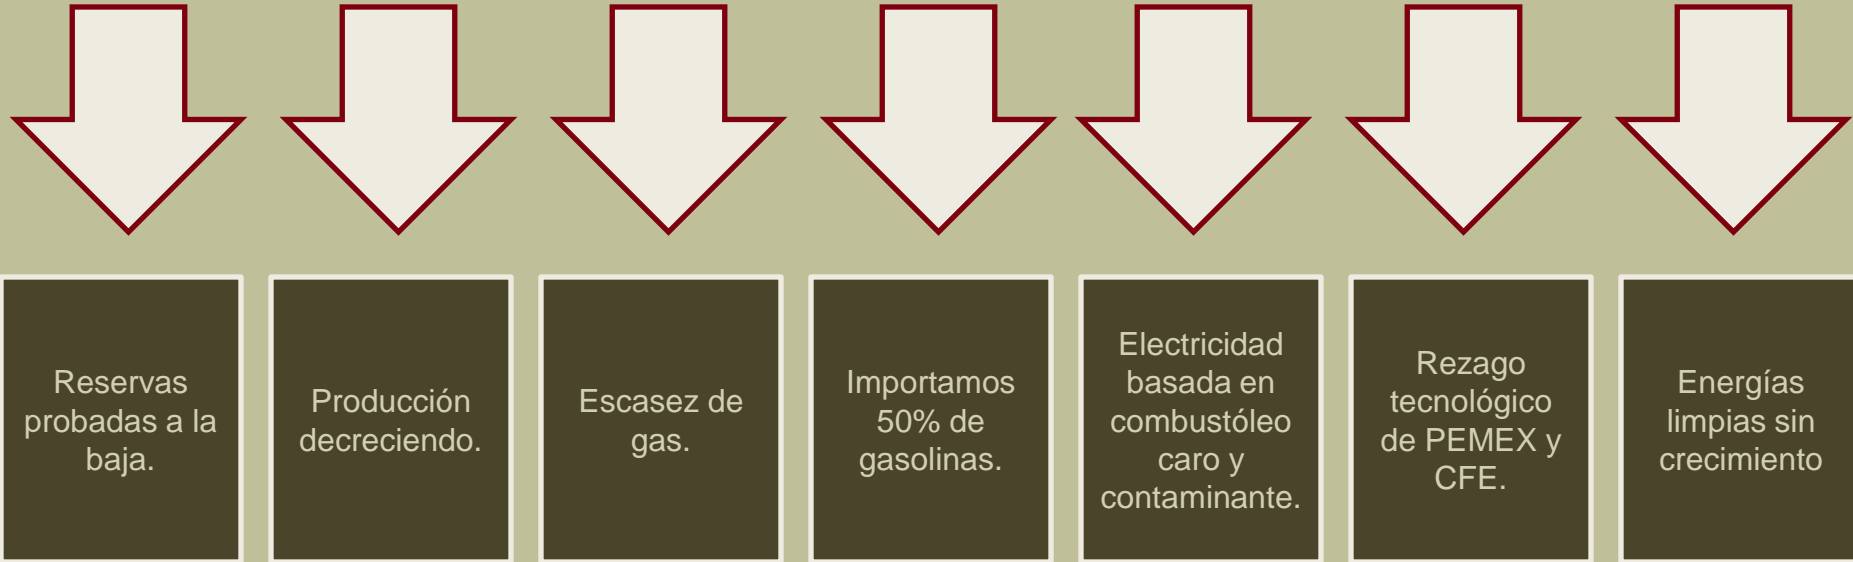 Reservas
probadas a la
baja.
Producción
decreciendo.
Escasez de
gas.
Importamos
50% de
gasolinas.
Electricidad
basada en
combustóleo
caro y
contaminante.
Rezago
tecnológico
de PEMEX y
CFE.
Energías
limpias sin
crecimiento